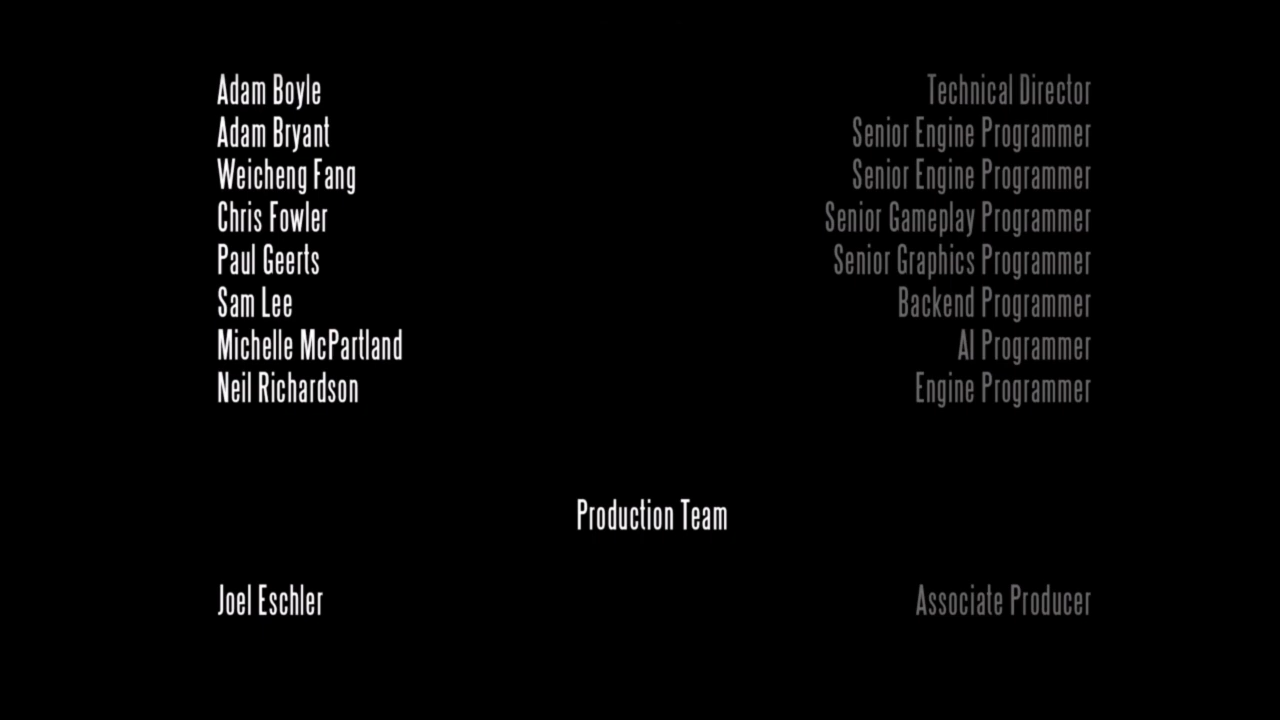 Adam Boyle Technical Director
Adam Bryant Senior Engine Programmer
Weicheng Fang Senior Engine Programmer
Chris Fowler Senior Gameplay Programmer
Paul Geerts Senior Graphics Programmer
Sam Lee Backend Programmer
Michelle McPartland AI Programmer
Neil Richardson Engine Programmer
Production Team
Joel Eschler Associate Producer